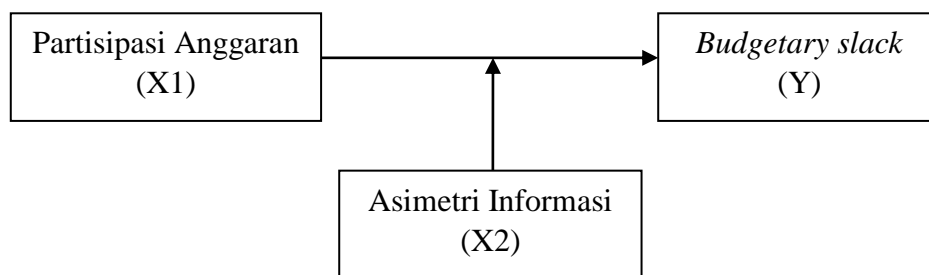 Partisipasi Anggaran
(X1)
Budgetary slack
(Y)
Asimetri Informasi
(X2)